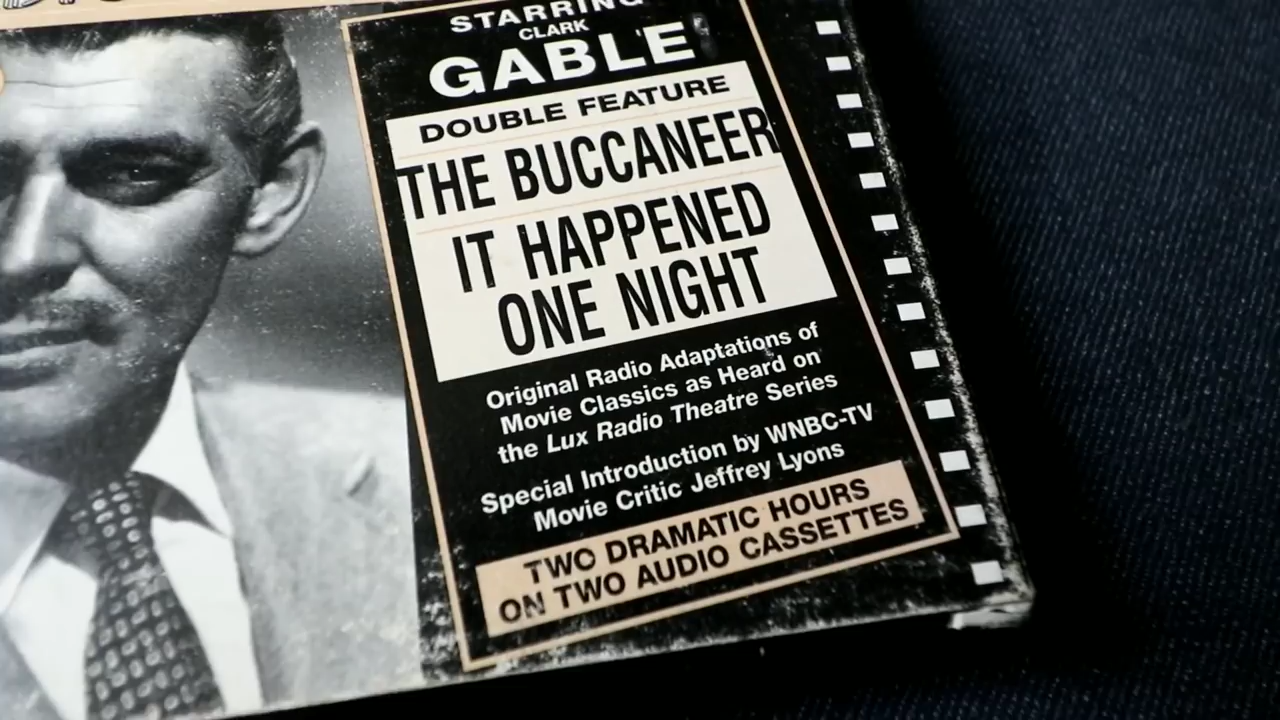 STARRING
CLARK
GABLE
DOUBLE FEATURE
THE BUCCANEER
IT HAPPENED
ONE NIGHT
Original Radio Adaptations of
Movie Classics as Heard on
the Lux Radio Theatre Series
Special Introduction by WNBC-TV
Movie Critic Jeffrey Lyons
TWO DRAMATIC HOURS
ON TWO AUDIO CASSETTES